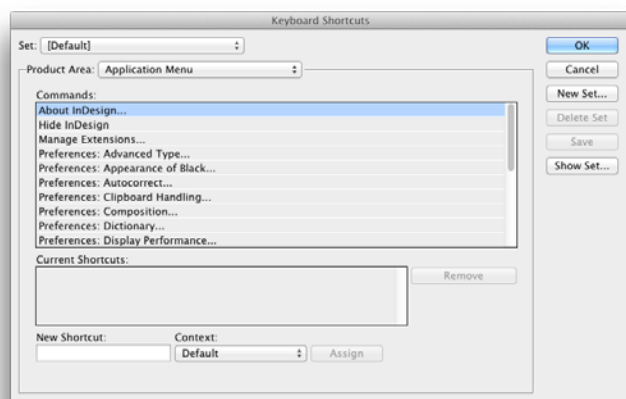 Keyboard Shortcuts
Set: [Default]
OK
Product Area: Application Menu
Cancel
Commands:
New Set...
About InDesign...
Hide InDesign
Delete Set
Manage Extensions...
Save
Preferences: Advanced Type...
Preferences: Appearance of Black...
Show Set...
Preferences: Autocorrect...
Preferences: Clipboard Handling...
Preferences: Composition...
Preferences: Dictionary...
Preferences: Display Performance...
Current Shortcuts:
Remove
New Shortcut:
Context:
Default
Assign